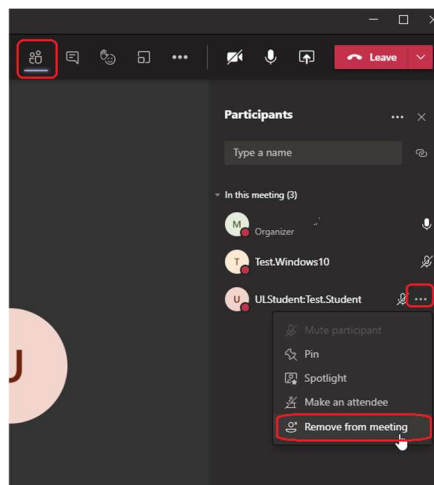 Leave
Participants
Type a name
In this meeting (3)
M
Organizer
T
Test.Windows10
U
ULStudent:Test.Student
Mute participant
Pin
Spotlight
Make an attendee
Remove from meeting
U